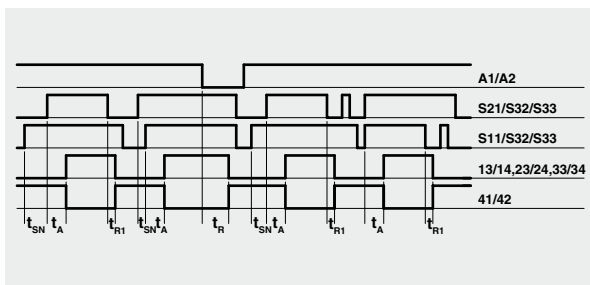 A1/A2
S21/S32/S33
S11/S32/S33
13/14,23/24,33/34
41/42
tSN tA tR1 tSN tA tR tSN tA tR1 tA tR1